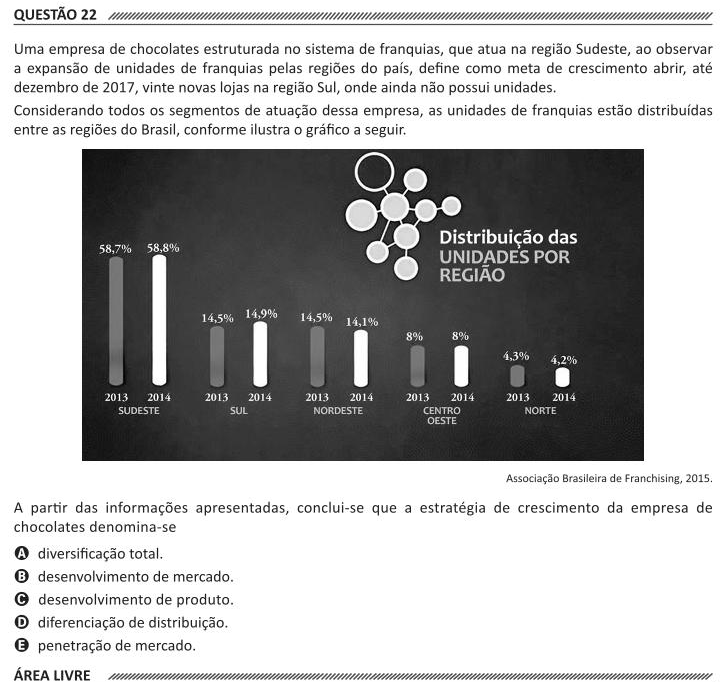 QUESTÃO 22
Uma empresa de chocolates estruturada no sistema de franquias, que atua na região Sudeste, ao observar
a expansão de unidades de franquias pelas regiões do país, define como meta de crescimento abrir, até
dezembro de 2017, vinte novas lojas na região Sul, onde ainda não possui unidades.
Considerando todos os segmentos de atuação dessa empresa, as unidades de franquias estão distribuídas
entre as regiões do Brasil, conforme ilustra o gráfico a seguir.
Distribuição das
UNIDADES POR
REGIÃO
58,7% 58,8%
14,5% 14,9% 14,5% 14,1%
8% 8%
4,3% 4,2%
2013 2014 2013 2014 2013 2014 2013 2014 2013 2014
SUDESTE SUL NORDESTE CENTRO NORTE
OESTE
Associação Brasileira de Franchising, 2015.
A partir das informações apresentadas, conclui-se que a estratégia de crescimento da empresa de
chocolates denomina-se
A diversificação total.
B desenvolvimento de mercado.
C desenvolvimento de produto.
D diferenciação de distribuição.
E penetração de mercado.
ÁREA LIVRE